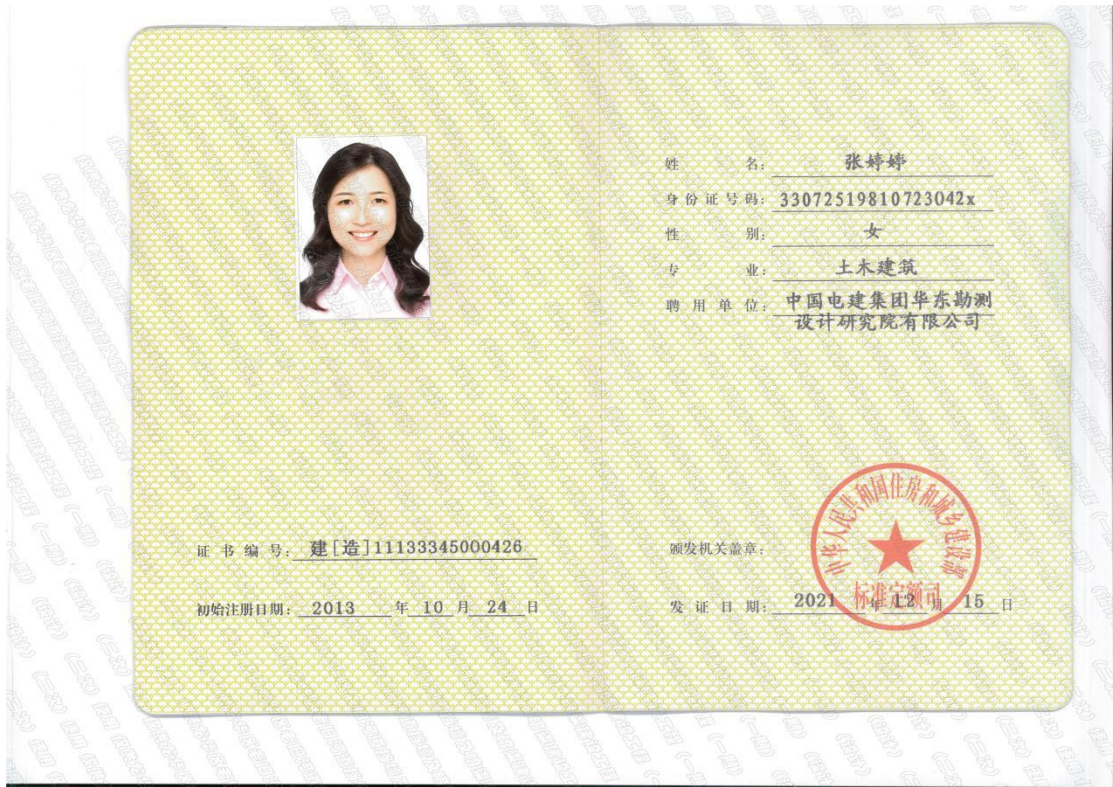 姓 名： 张婷婷
身份证号码： 33072519810723042x
性 别： 女
专 业： 土木建筑
聘 用 单 位： 中国电建集团华东勘测
设计研究院有限公司
证 书 编 号： 建[造]11133345000426
初始注册日期： 2013 年 10 月 24 日
颁发机关盖章：
中华人民共和国住房和城乡建设部
标准定额司
发 证 日 期： 2021 年 12 月 15 日